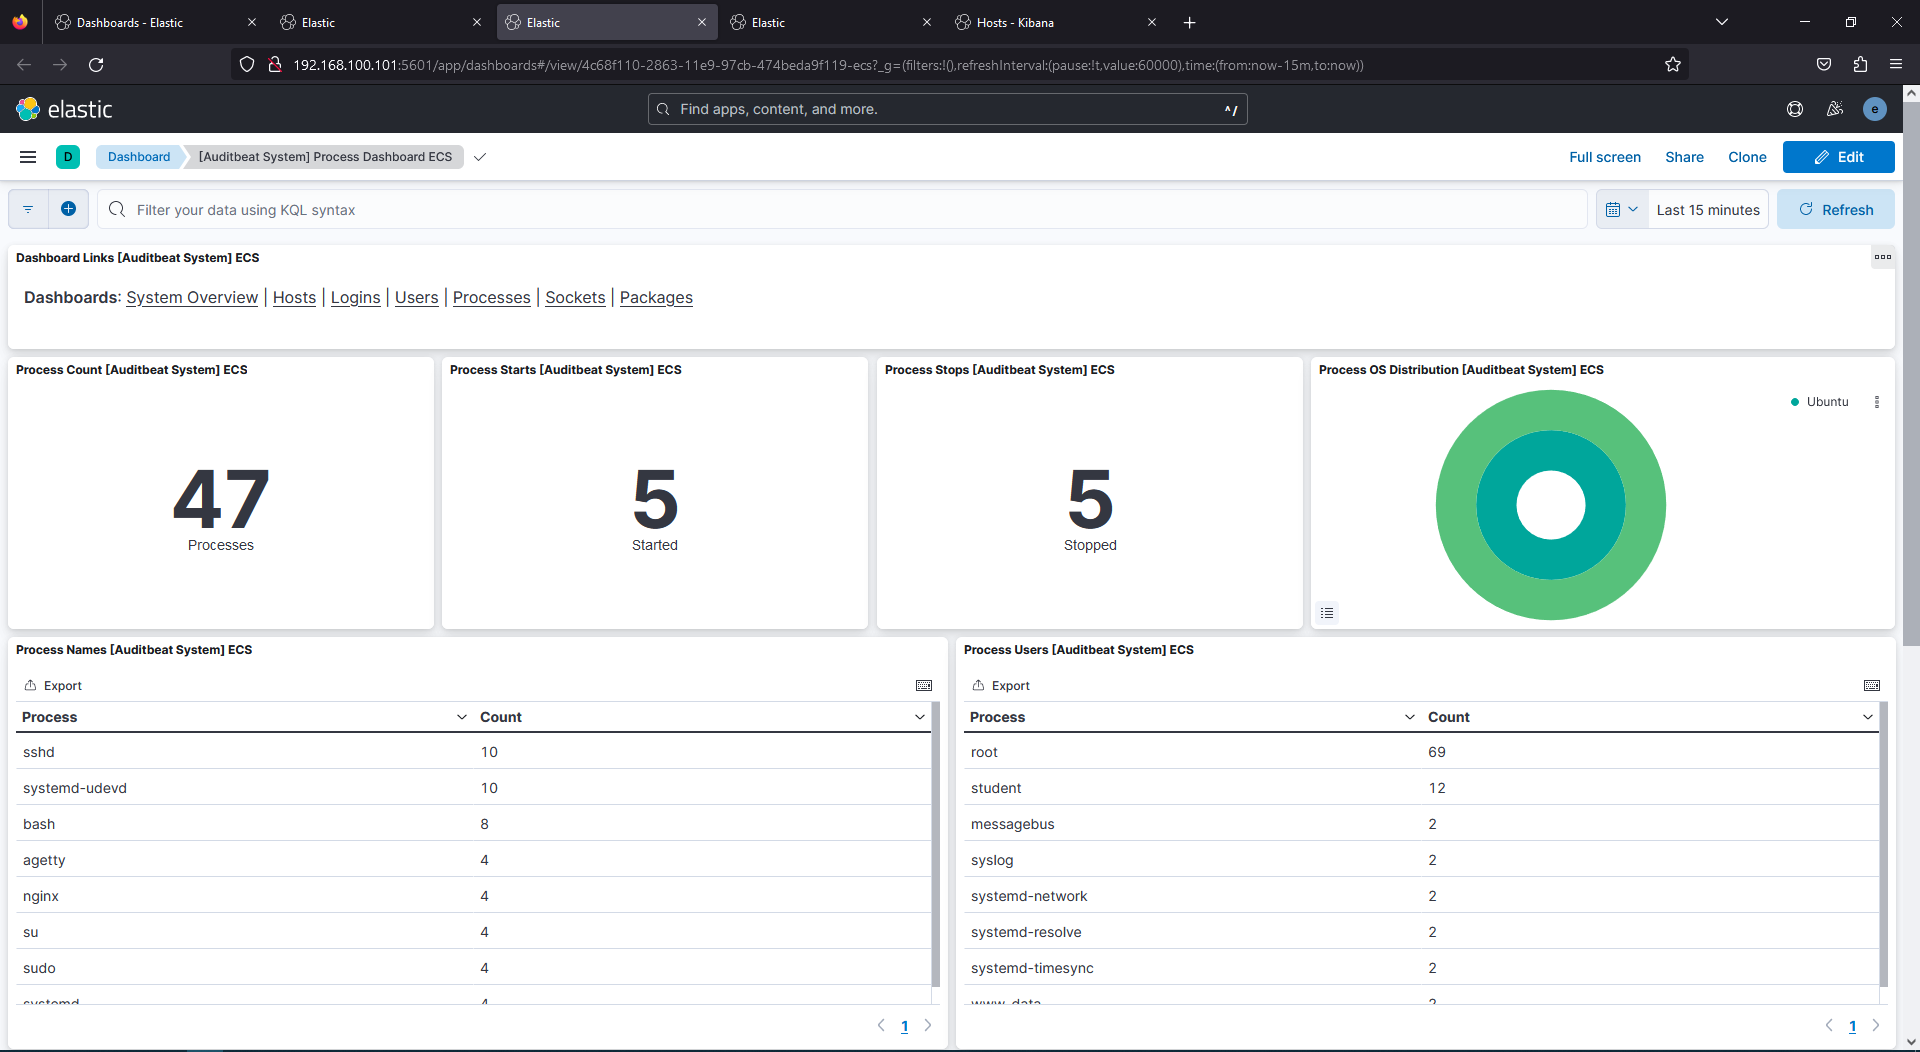 Dashboards - Elastic
Elastic
Elastic
Elastic
Hosts - Kibana
192.168.100.101:5601/app/dashboards#/view/4c68f110-2863-11e9-97cb-474beda9f119-ecs?_g=(filters:!(),refreshInterval:(pause:!t,value:60000),time:(from:now-15m,to:now))
elastic
Find apps, content, and more.
^/
e
D
Dashboard
[Auditbeat System] Process Dashboard ECS
Full screen
Share
Clone
Edit
Filter your data using KQL syntax
Last 15 minutes
Refresh
Dashboard Links [Auditbeat System] ECS
Dashboards: System Overview | Hosts | Logins | Users | Processes | Sockets | Packages
Process Count [Auditbeat System] ECS
47
Processes
Process Starts [Auditbeat System] ECS
5
Started
Process Stops [Auditbeat System] ECS
5
Stopped
Process OS Distribution [Auditbeat System] ECS
Ubuntu
Process Names [Auditbeat System] ECS
Export
Process Count
sshd 10
systemd-udevd 10
bash 8
agetty 4
nginx 4
su 4
sudo 4
systemd 4
1
Process Users [Auditbeat System] ECS
Export
Process Count
root 69
student 12
messagebus 2
syslog 2
systemd-network 2
systemd-resolve 2
systemd-timesync 2
www-data 2
1